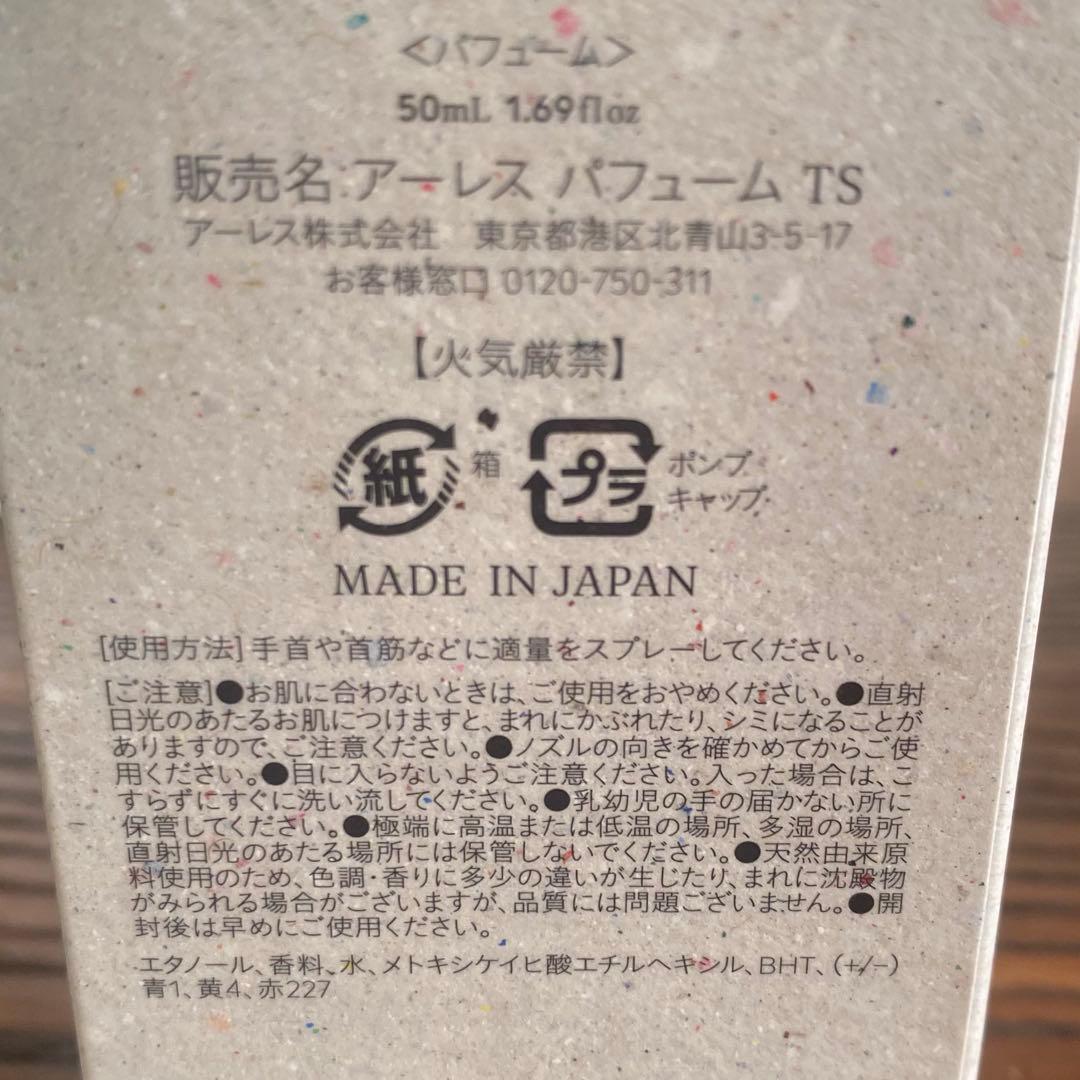 <パフューム>
50mL 1.69floz
販売名:アーレス パフューム TS
アーレス株式会社 東京都港区北青山3-5-17
お客様窓口 0120-750-311
【火気厳禁】
紙 箱 プラ ポンプ
キャップ
MADE IN JAPAN
[使用方法]手首や首筋などに適量をスプレーしてください。
[ご注意]●お肌に合わないときは、ご使用をおやめください。●直射
日光のあたるお肌につけますと、まれにかぶれたり、シミになることが
ありますので、ご注意ください。●ノズルの向きを確かめてからご使
用ください。●目に入らないようご注意ください。入った場合は、こ
すらずにすぐに洗い流してください。●乳幼児の手の届かない所に
保管してください。●極端に高温または低温の場所、多湿の場所、
直射日光のあたる場所には保管しないでください。●天然由来原
料使用のため、色調・香りに多少の違いが生じたり、まれに沈殿物
がみられる場合がございますが、品質には問題ございません。●開
封後は早めにご使用ください。
エタノール、香料、水、メトキシケイヒ酸エチルヘキシル、BHT、(+/-)
青1、黄4、赤227